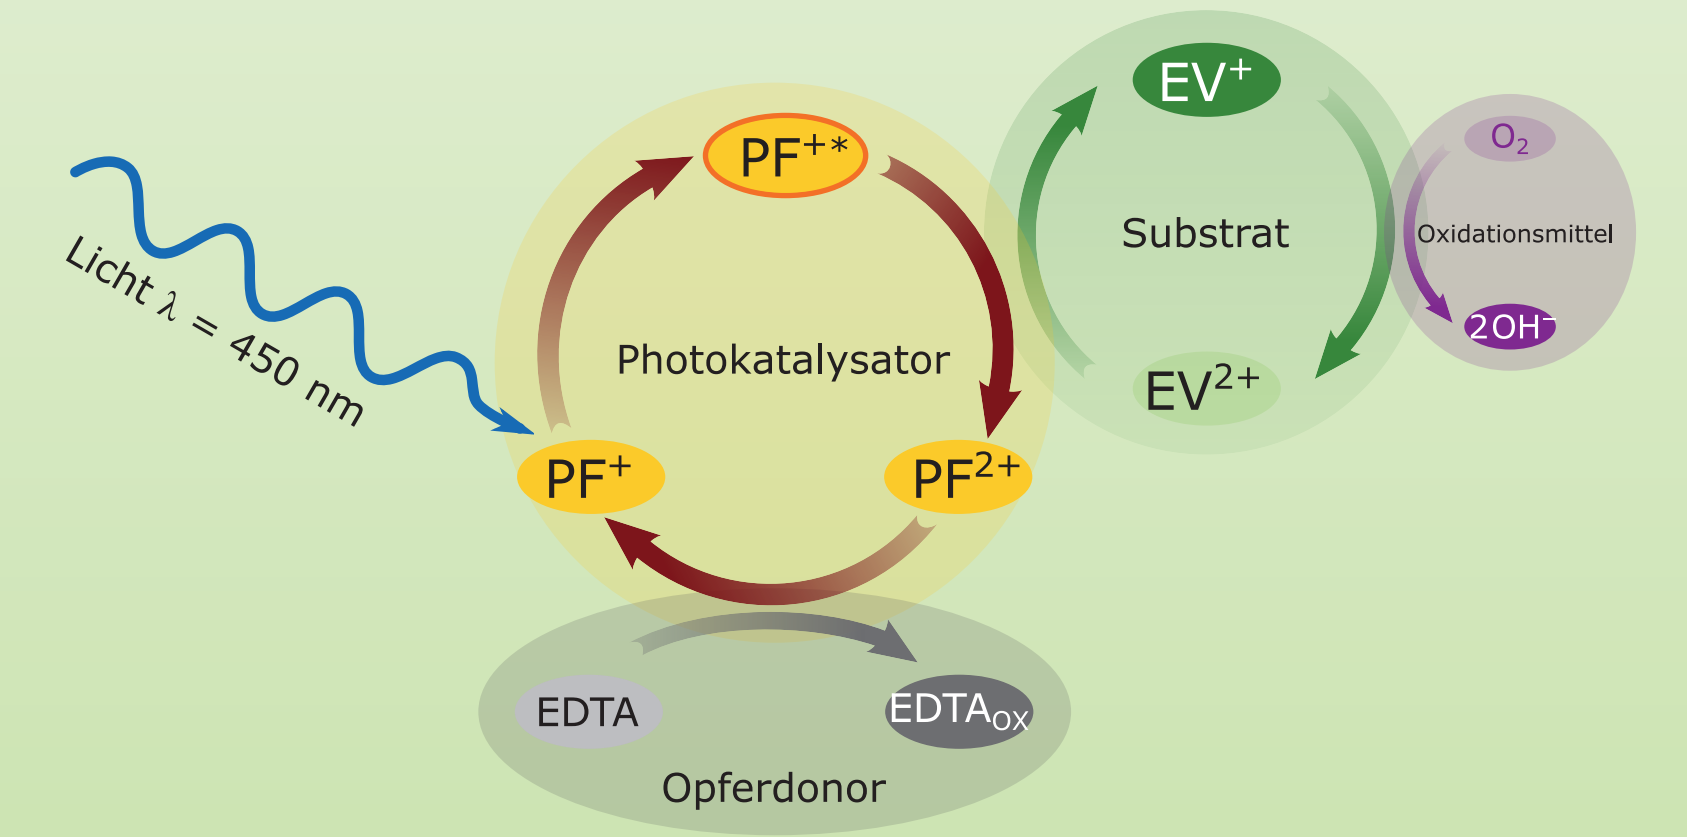 Licht λ = 450 nm
PF⁺*
Photokatalysator
PF⁺
PF²⁺
EV⁺
Substrat
EV²⁺
O₂
Oxidationsmittel
2OH⁻
EDTA
EDTAOX
Opferdonor